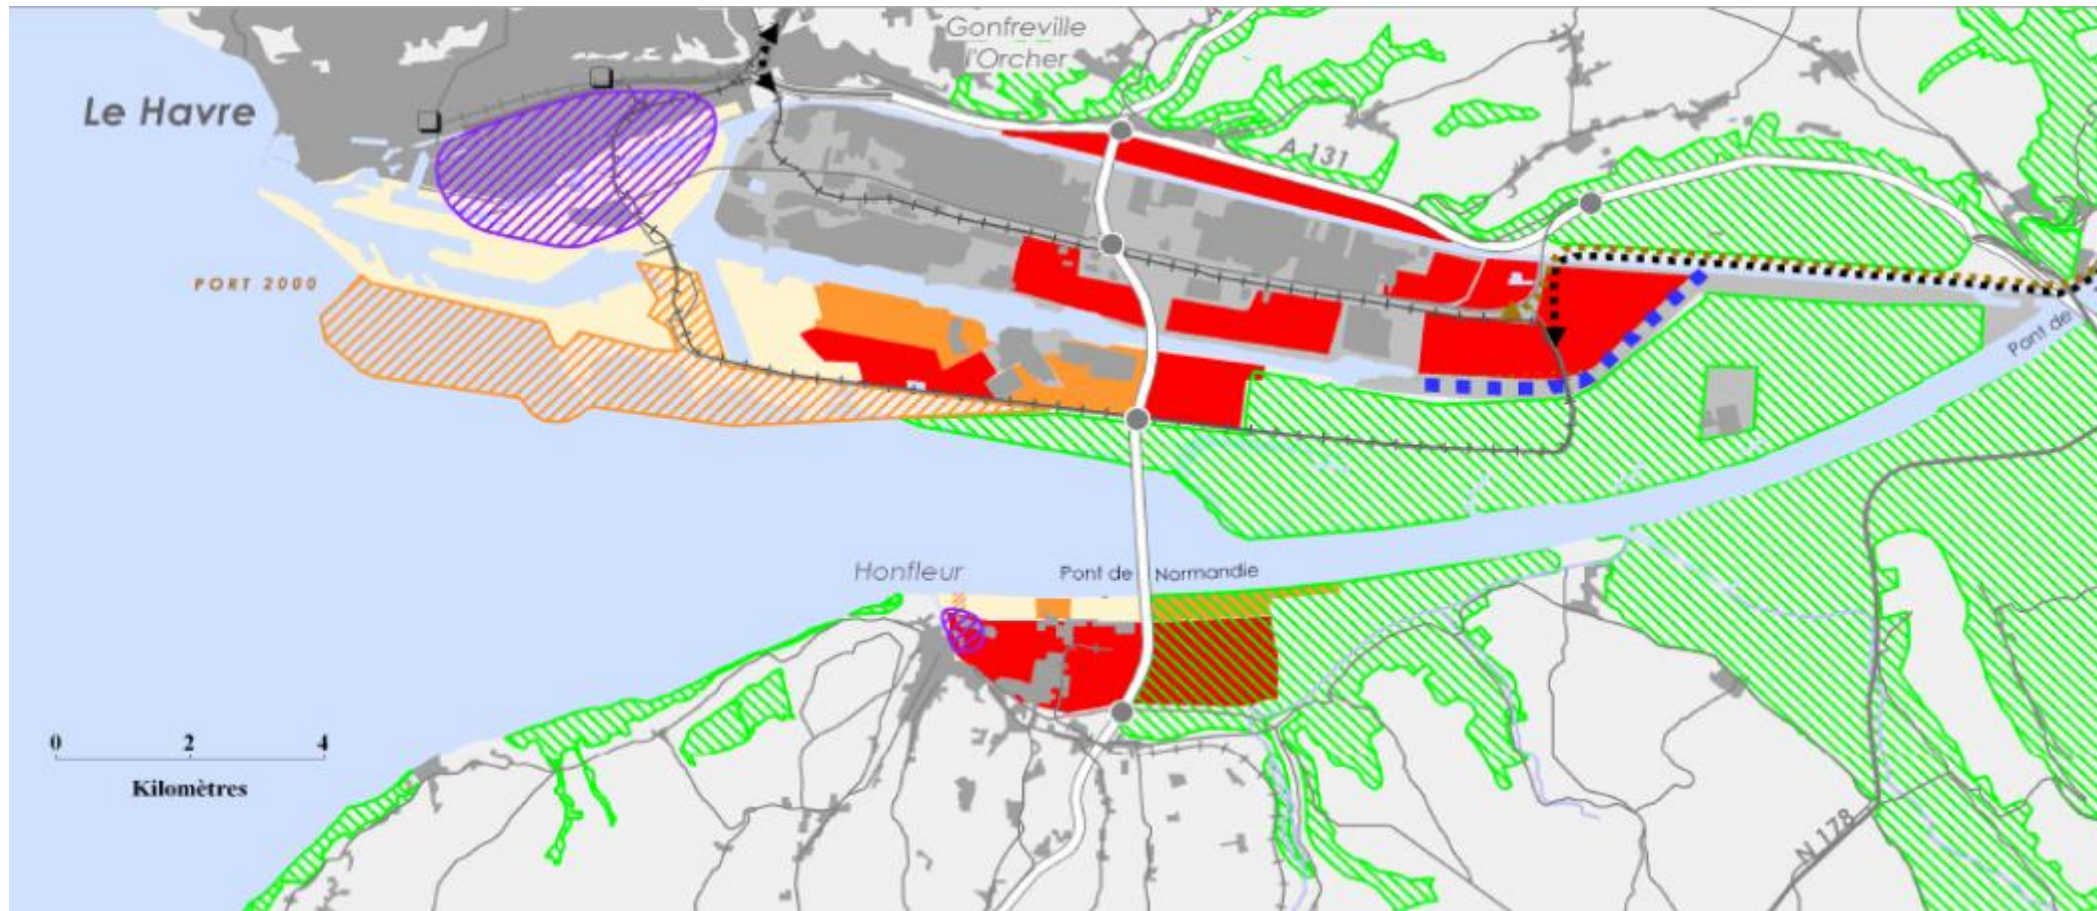 Gonfreville
l'Orcher
Le Havre
A 131
PORT 2000
Pont de
Honfleur
Pont de Normandie
0 2 4
Kilomètres
N 178